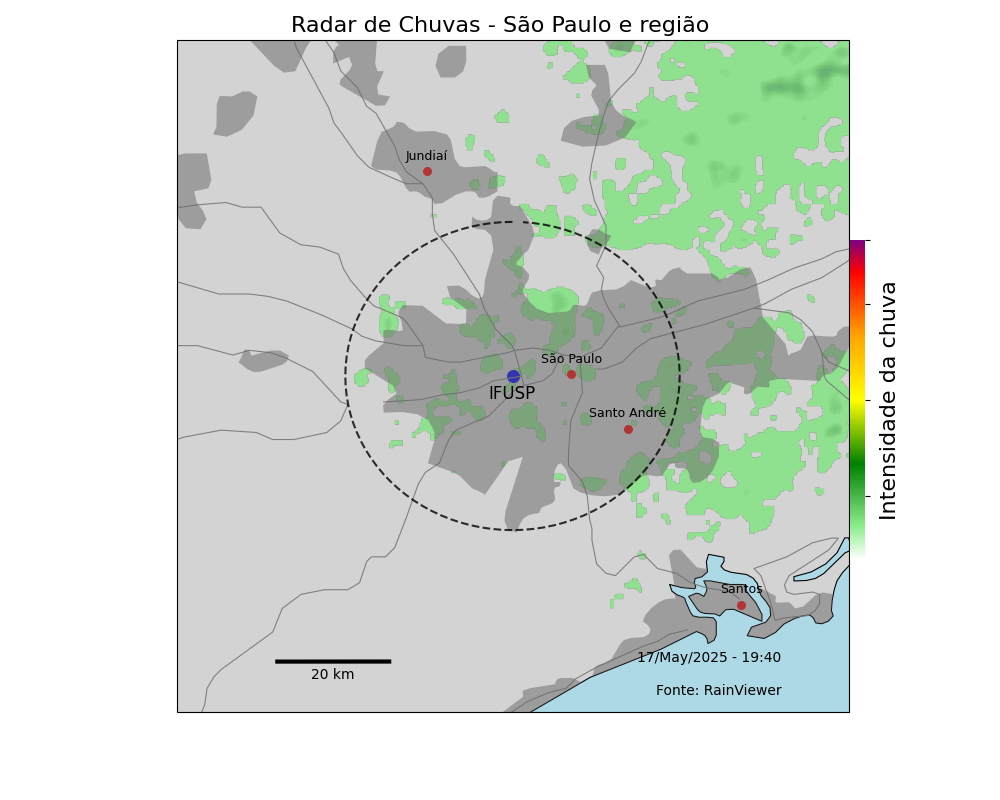 Radar de Chuvas - São Paulo e região
Jundiaí
São Paulo
IFUSP
Santo André
Intensidade da chuva
Santos
17/May/2025 - 19:40
20 km
Fonte: RainViewer